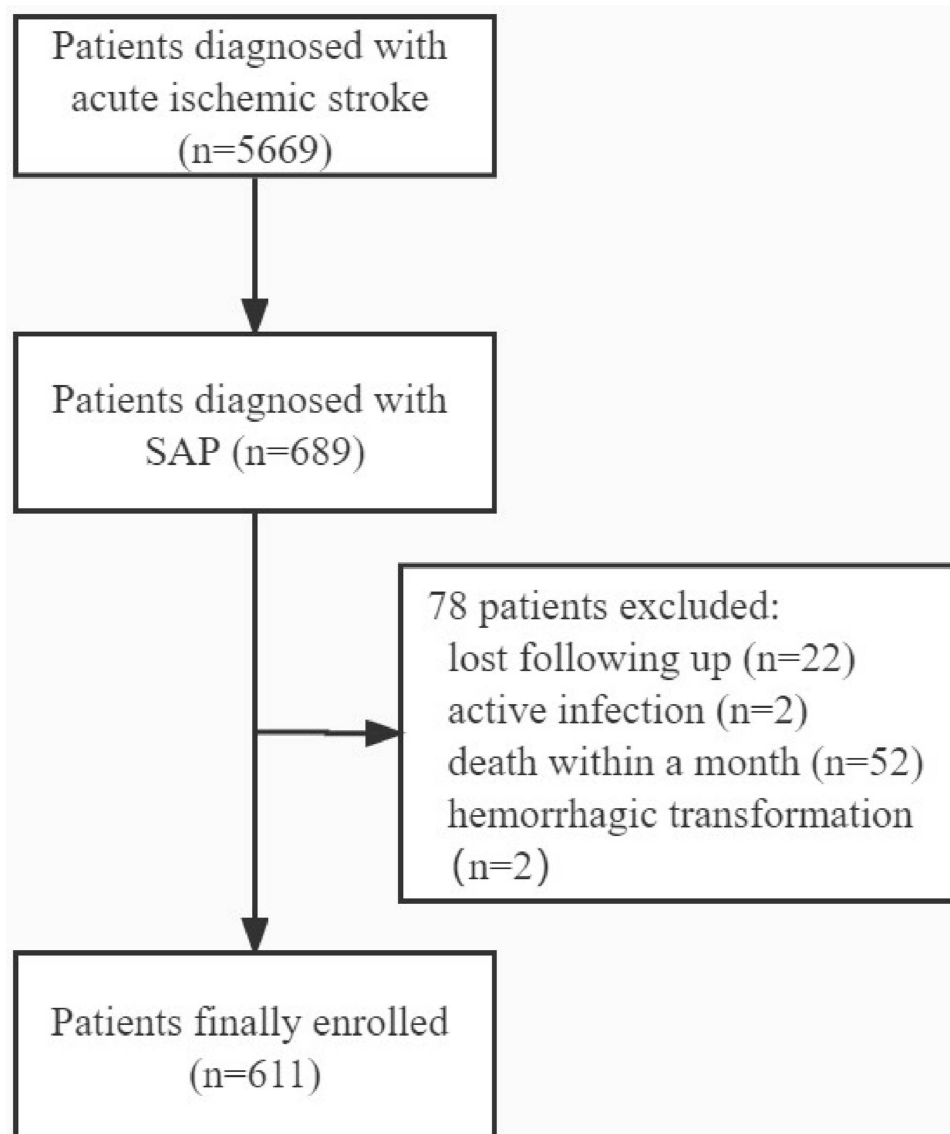 Patients diagnosed with
acute ischemic stroke
(n=5669)
Patients diagnosed with
SAP (n=689)
78 patients excluded:
lost following up (n=22)
active infection (n=2)
death within a month (n=52)
hemorrhagic transformation
(n=2)
Patients finally enrolled
(n=611)